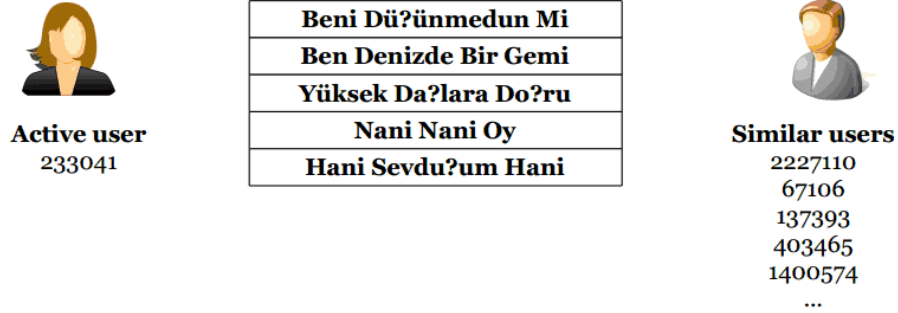 Beni Dü?ünmedun Mi
Ben Denizde Bir Gemi
Yüksek Da?lara Do?ru
Nani Nani Oy
Hani Sevdu?um Hani
Active user
233041
Similar users
2227110
67106
137393
403465
1400574
...